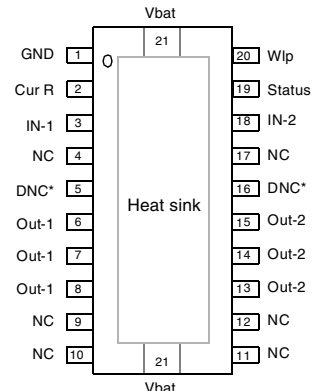 Vbat
21
GND 1 20 Wlp
Cur R 2 19 Status
IN-1 3 18 IN-2
NC 4 17 NC
DNC* 5 16 DNC*
Heat sink
Out-1 6 15 Out-2
Out-1 7 14 Out-2
Out-1 8 13 Out-2
NC 9 12 NC
NC 10 11 NC
21
Vbat